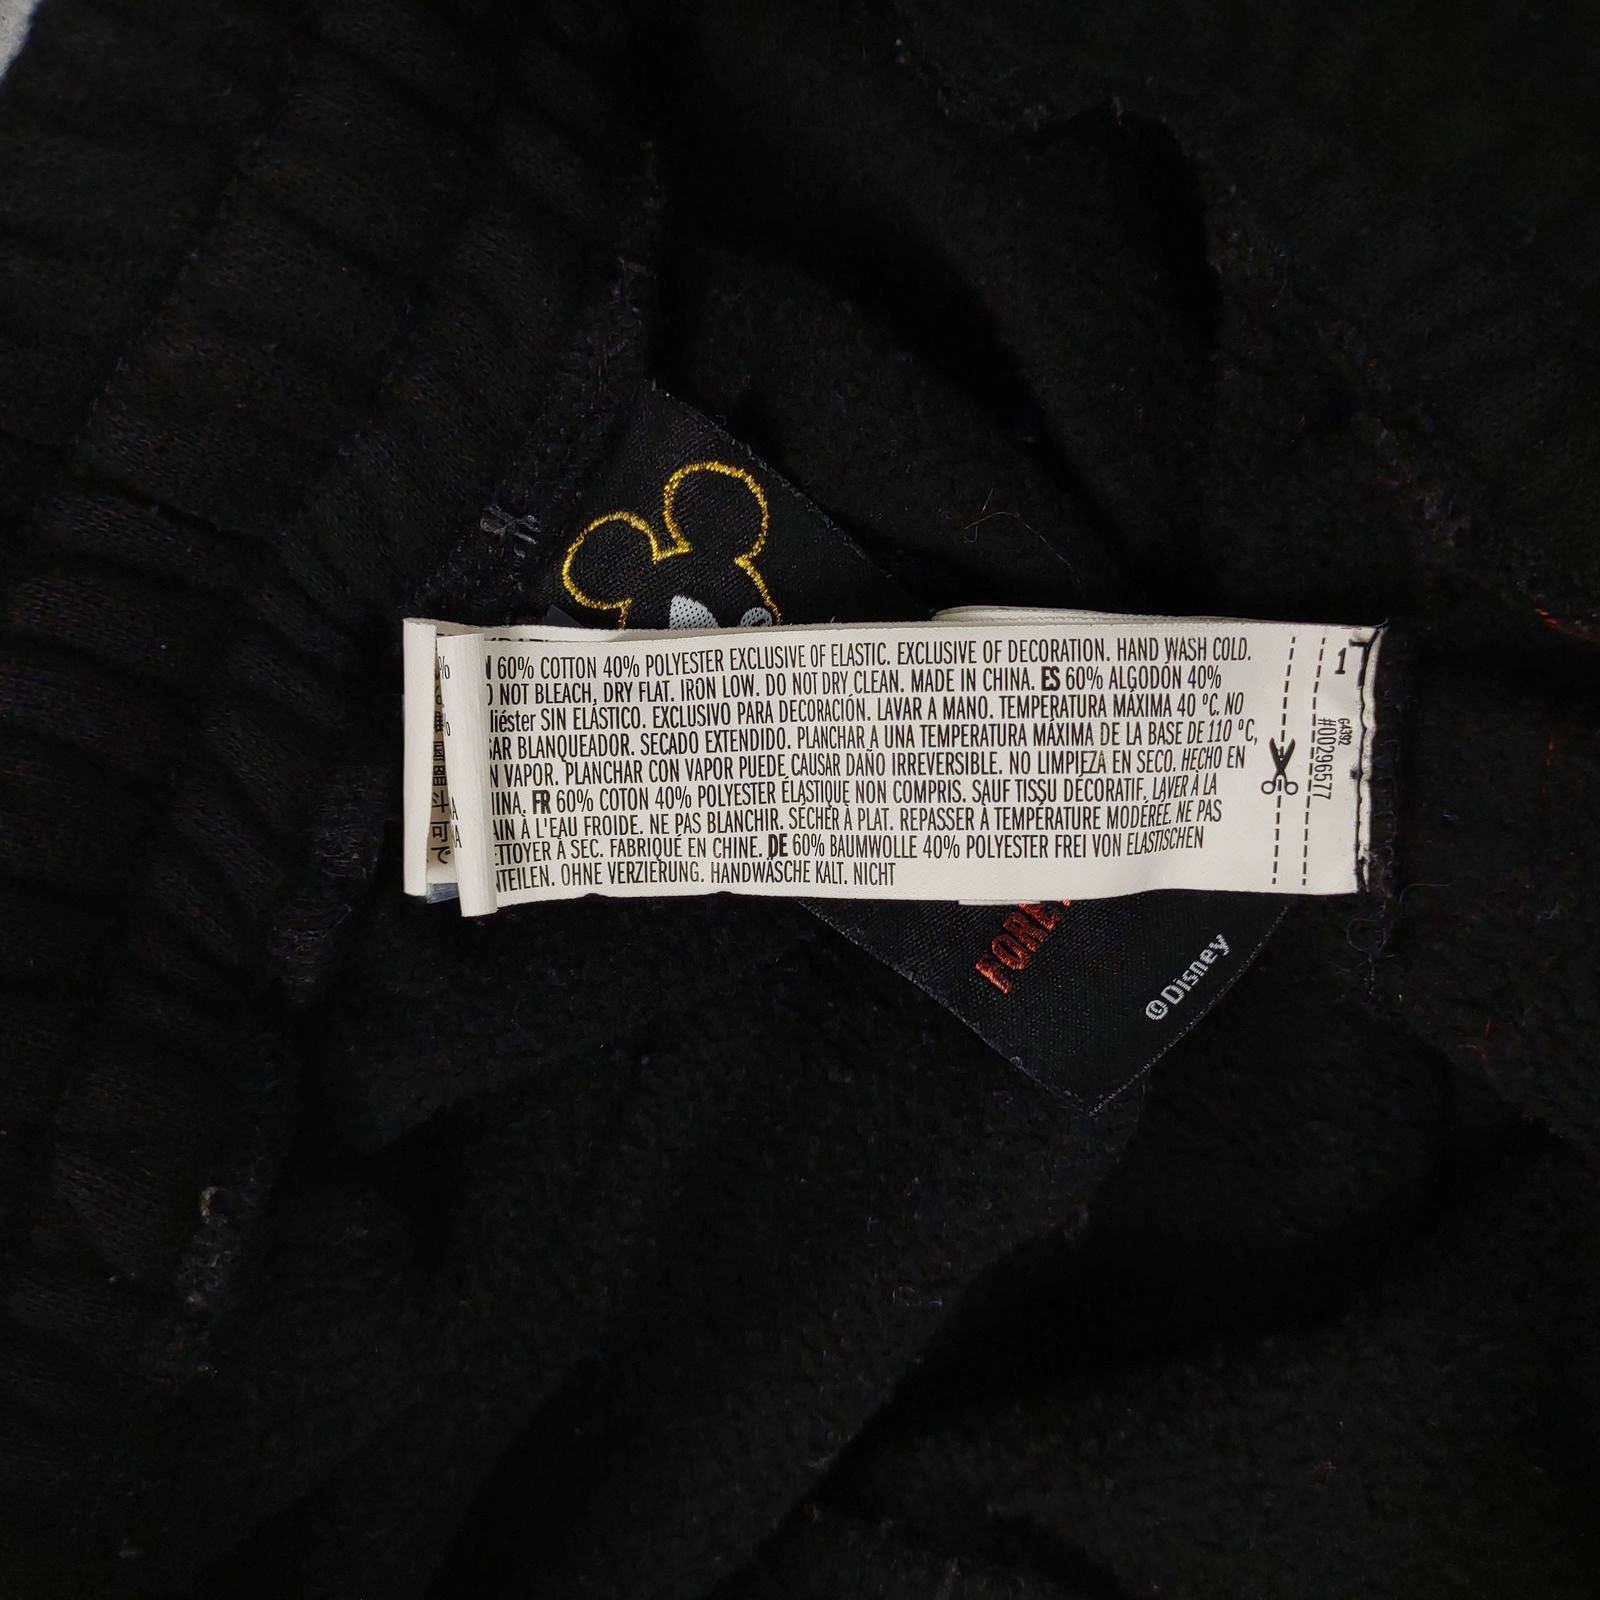 60% COTTON 40% POLYESTER EXCLUSIVE OF ELASTIC. EXCLUSIVE OF DECORATION. HAND WASH COLD.
NOT BLEACH, DRY FLAT. IRON LOW. DO NOT DRY CLEAN. MADE IN CHINA. ES 60% ALGODÓN 40%
SIN ELÁSTICO. EXCLUSIVO PARA DECORACIÓN. LAVAR A MANO. TEMPERATURA MÁXIMA 40 ºC. NO
BLANQUEADOR. SECADO EXTENDIDO. PLANCHAR A UNA TEMPERATURA MÁXIMA DE LA BASE DE 110 ºC,
VAPOR. PLANCHAR CON VAPOR PUEDE CAUSAR DAÑO IRREVERSIBLE. NO LIMPIEZA EN SECO. HECHO EN
FR 60% COTON 40% POLYESTER ÉLASTIQUE NON COMPRIS. SAUF TISSU DÉCORATIF, LAVER À LA
À L'EAU FROIDE. NE PAS BLANCHIR. SÉCHER À PLAT. REPASSER À TEMPÉRATURE MODÉRÉE. NE PAS
À SEC. FABRIQUÉ EN CHINE. DE 60% BAUMWOLLE 40% POLYESTER FREI VON ELASTISCHEN
OHNE VERZIERUNG. HANDWÄSCHE KALT. NICHT
1
GA392
#00296577
©Disney